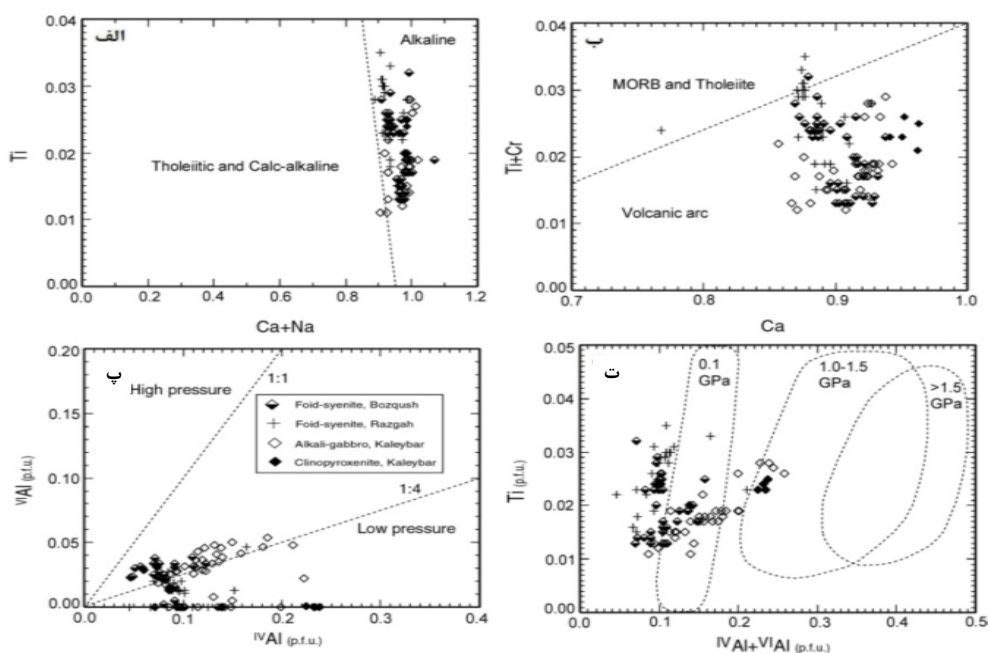 الف
0.04
0.03
0.02
0.01
0.00
Ti
Alkaline
Tholeiitic and Calc-alkaline
0.0 0.2 0.4 0.6 0.8 1.0 1.2
Ca+Na
ب
0.04
0.03
0.02
0.01
0.00
Ti+Cr
MORB and Tholeiite
Volcanic arc
0.7 0.8 0.9 1.0
Ca
پ
0.20
0.15
0.10
0.05
0.00
VIAl (p.f.u.)
High pressure
1:1
Foid-syenite, Bozqush
Foid-syenite, Razgah
Alkali-gabbro, Kaleybar
Clinopyroxenite, Kaleybar
1:4
Low pressure
0.0 0.1 0.2 0.3 0.4
IVAl (p.f.u.)
ت
0.05
0.04
0.03
0.02
0.01
0.00
Ti (p.f.u.)
0.1
GPa
1.0-1.5
GPa
>1.5
GPa
0.0 0.1 0.2 0.3 0.4 0.5
IVAl+VIAl (p.f.u.)